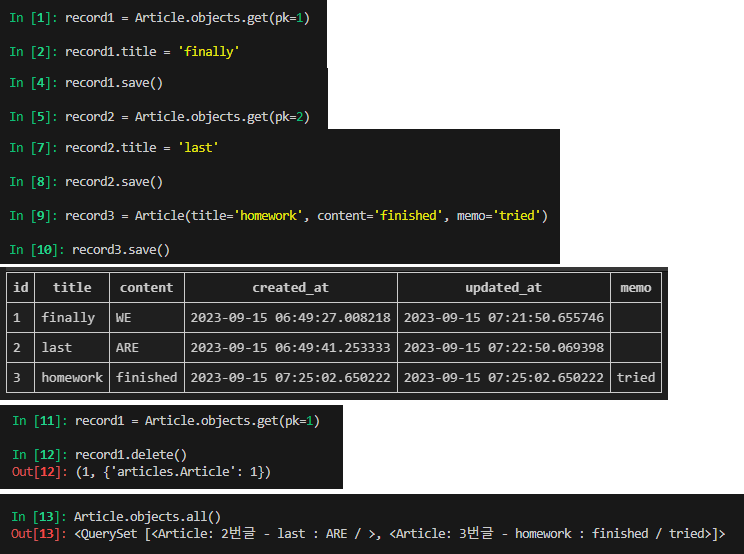 In [1]: record1 = Article.objects.get(pk=1)
In [2]: record1.title = 'finally'
In [4]: record1.save()
In [5]: record2 = Article.objects.get(pk=2)
In [7]: record2.title = 'last'
In [8]: record2.save()
In [9]: record3 = Article(title='homework', content='finished', memo='tried')
In [10]: record3.save()
id title content created_at updated_at memo
1 finally WE 2023-09-15 06:49:27.008218 2023-09-15 07:21:50.655746
2 last ARE 2023-09-15 06:49:41.253333 2023-09-15 07:22:50.069398
3 homework finished 2023-09-15 07:25:02.650222 2023-09-15 07:25:02.650222 tried
In [11]: record1 = Article.objects.get(pk=1)
In [12]: record1.delete()
Out[12]: (1, {'articles.Article': 1})
In [13]: Article.objects.all()
Out[13]: <QuerySet [<Article: 2번글 - last : ARE / >, <Article: 3번글 - homework : finished / tried>]>